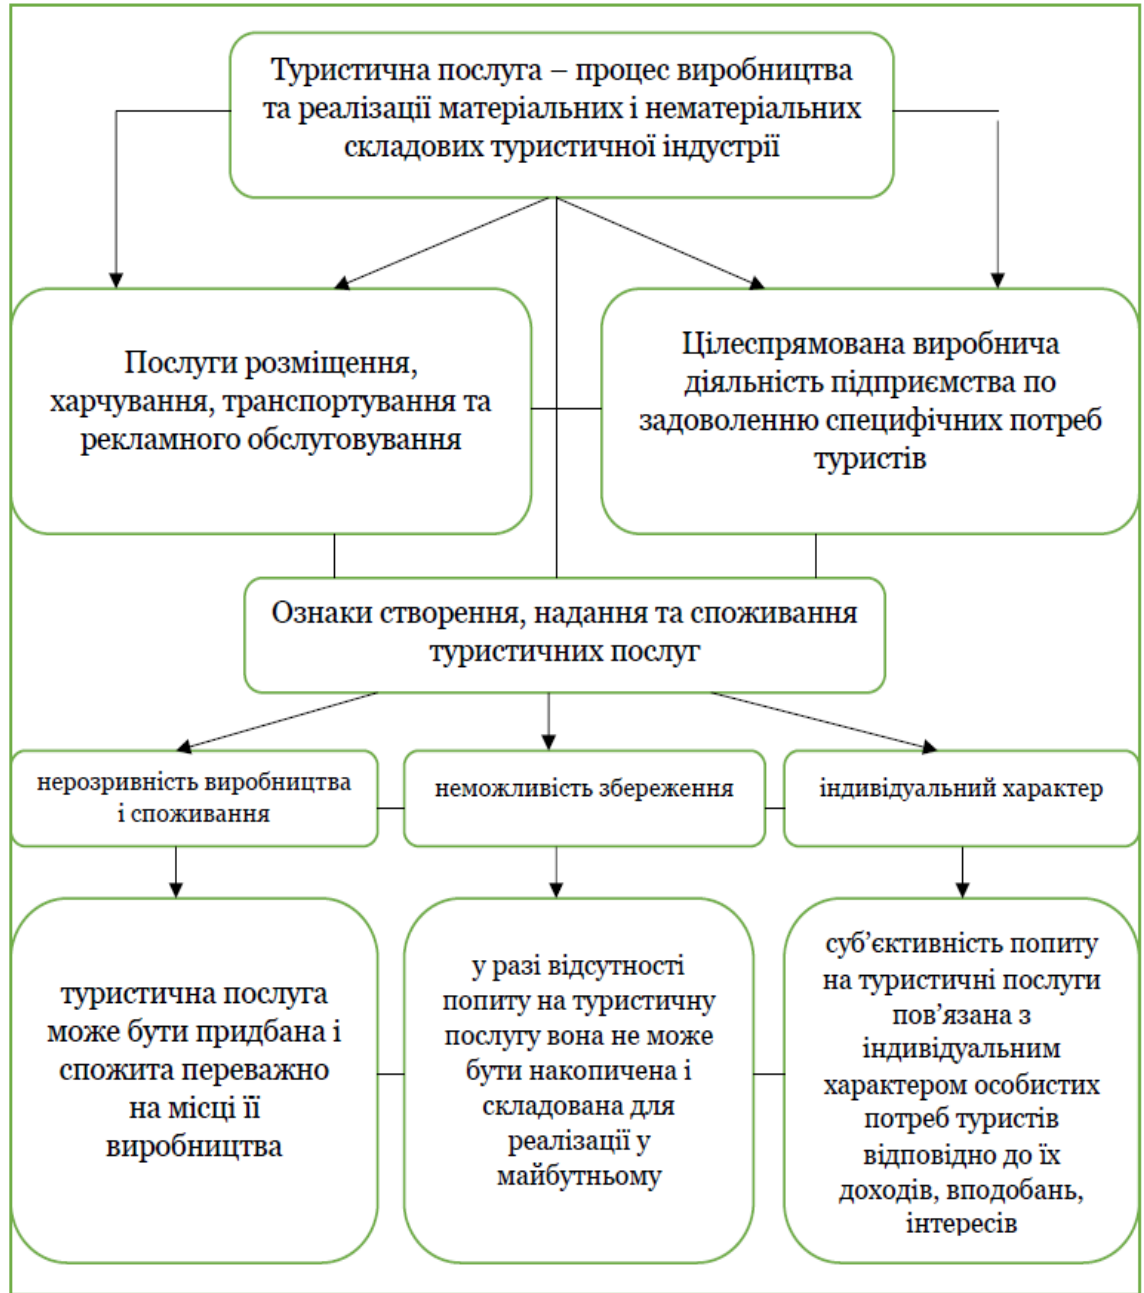 Туристична послуга – процес виробництва
та реалізації матеріальних і нематеріальних
складових туристичної індустрії
Послуги розміщення,
харчування, транспортування та
рекламного обслуговування
Цілеспрямована виробнича
діяльність підприємства по
задоволенню специфічних потреб
туристів
Ознаки створення, надання та споживання
туристичних послуг
нерозривність виробництва
і споживання
неможливість збереження
індивідуальний характер
туристична послуга
може бути придбана і
спожита переважно
на місці її
виробництва
у разі відсутності
попиту на туристичну
послугу вона не може
бути накопичена і
складована для
реалізації у
майбутньому
суб’єктивність попиту
на туристичні послуги
пов’язана з
індивідуальним
характером особистих
потреб туристів
відповідно до їх
доходів, вподобань,
інтересів